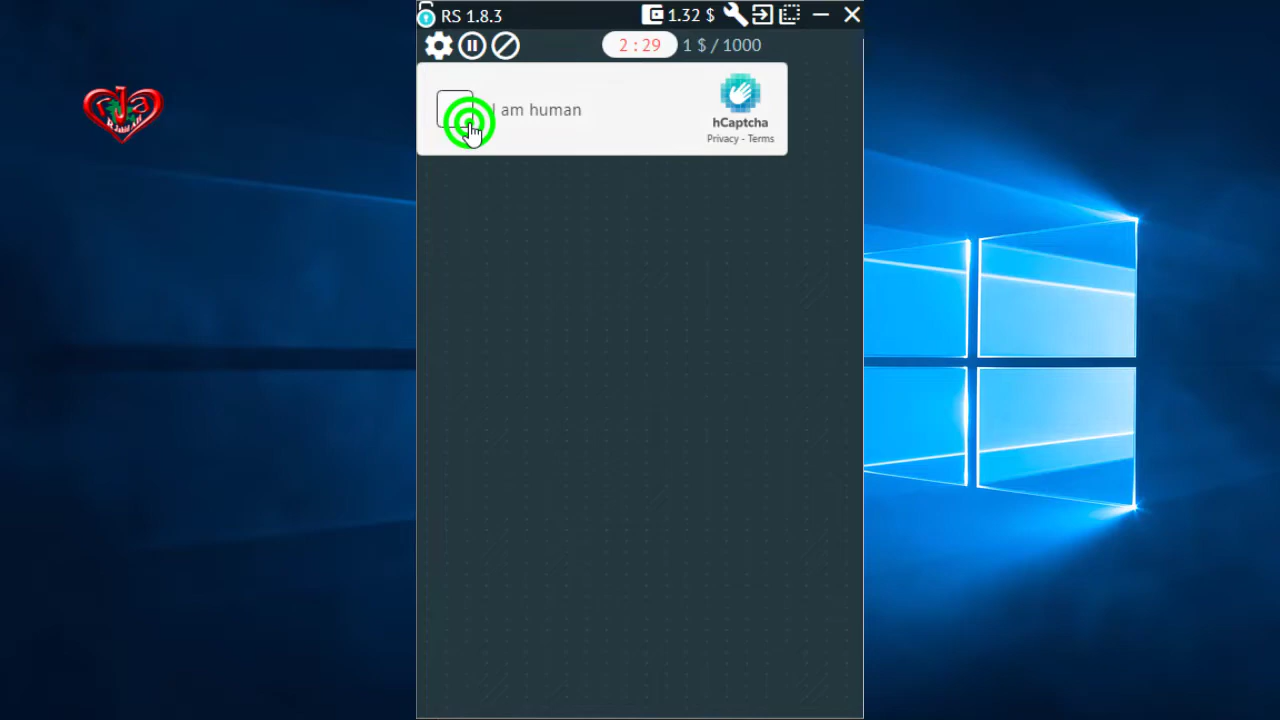 RS 1.8.3
1.32 $
2 : 29
1 $ / 1000
I am human
hCaptcha
Privacy - Terms